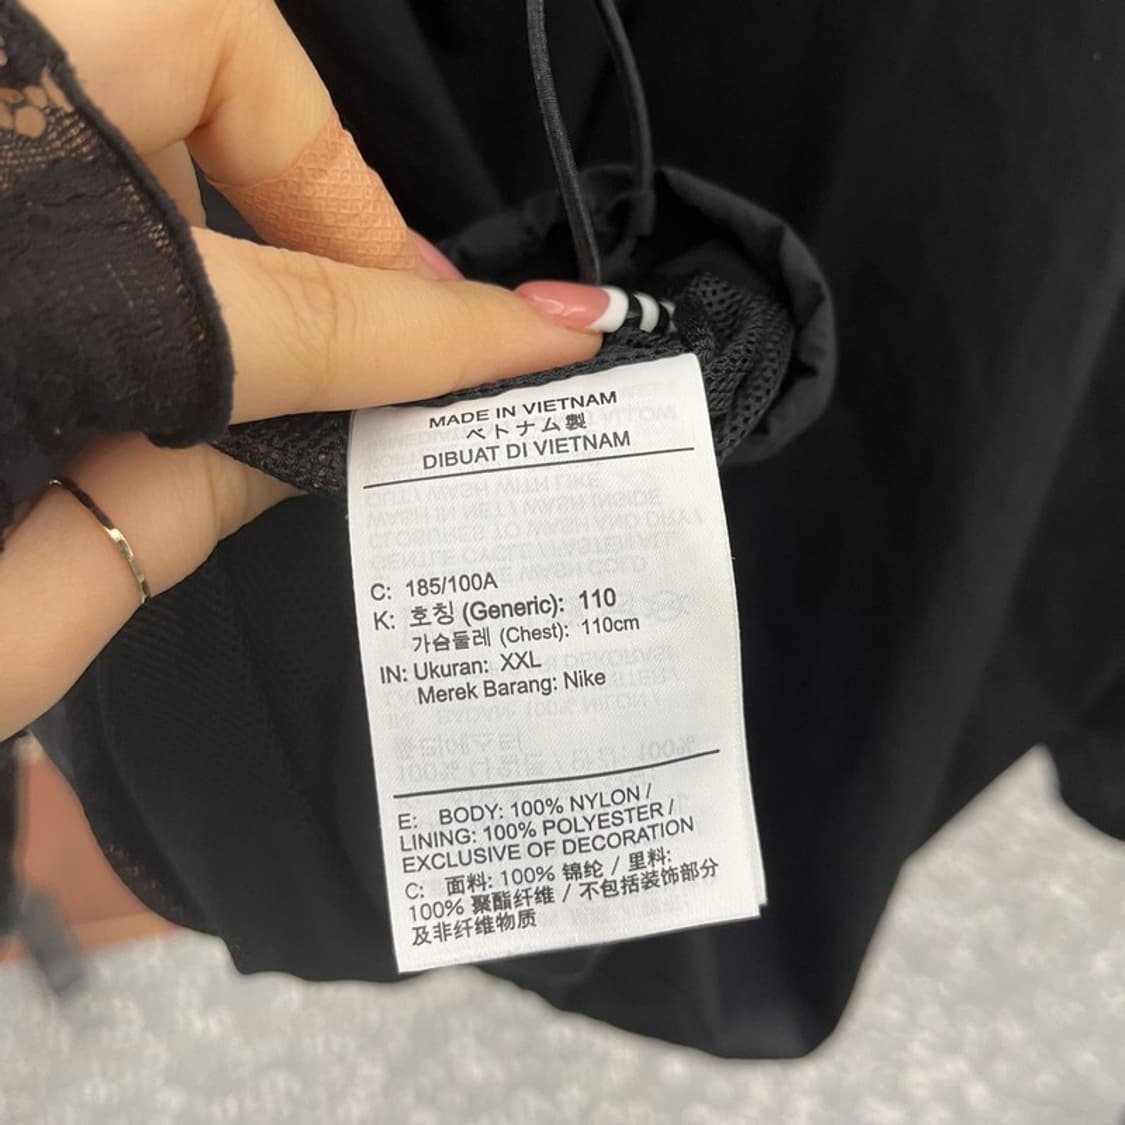 MADE IN VIETNAM
ベトナム製
DIBUAT DI VIETNAM
C: 185/100A
K: 호칭 (Generic): 110
가슴둘레 (Chest): 110cm
IN: Ukuran: XXL
Merek Barang: Nike
E: BODY: 100% NYLON /
LINING: 100% POLYESTER /
EXCLUSIVE OF DECORATION
C: 面料: 100% 锦纶 / 里料:
100% 聚酯纤维 / 不包括装饰部分
及非纤维物质